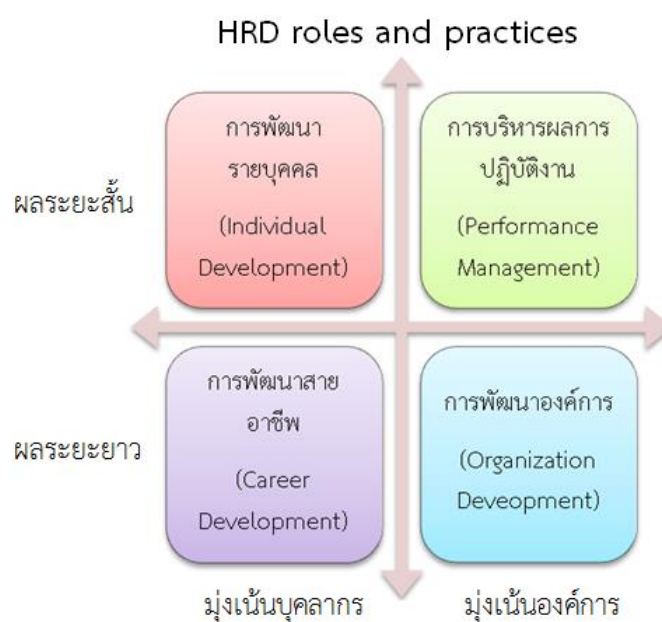 HRD roles and practices
การพัฒนา
รายบุคคล
(Individual
Development)
การบริหารผลการ
ปฏิบัติงาน
(Performance
Management)
ผลระยะสั้น
การพัฒนาสาย
อาชีพ
(Career
Development)
การพัฒนาองค์การ
(Organization
Deveopment)
ผลระยะยาว
มุ่งเน้นบุคลากร
มุ่งเน้นองค์การ